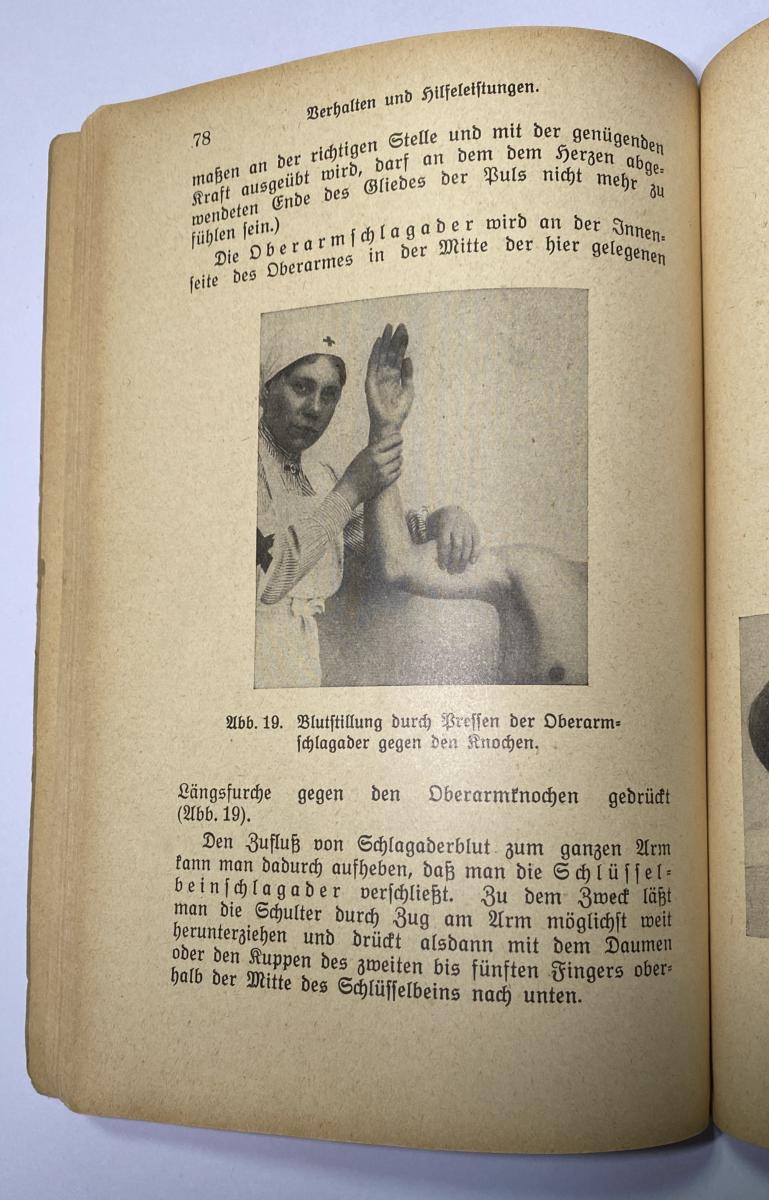 Verhalten und Hilfeleistungen.
78
maßen an der richtigen Stelle und mit der genügenden
Kraft ausgeübt wird, darf an dem dem Herzen abge-
wendeten Ende des Gliedes der Puls nicht mehr zu
fühlen sein.)
Die Oberarmschlagader wird an der Innen-
seite des Oberarmes in der Mitte der hier gelegenen
Abb. 19. Blutstillung durch Pressen der Oberarm-
schlagader gegen den Knochen.
Längsfurche gegen den Oberarmknochen gedrückt
(Abb. 19).
Den Zufluß von Schlagaderblut zum ganzen Arm
kann man dadurch aufheben, daß man die Schlüssel-
beinschlagader verschließt. Zu dem Zweck läßt
man die Schulter durch Zug am Arm möglichst weit
herunterziehen und drückt alsdann mit dem Daumen
oder den Kuppen des zweiten bis fünften Fingers ober-
halb der Mitte des Schlüsselbeins nach unten.